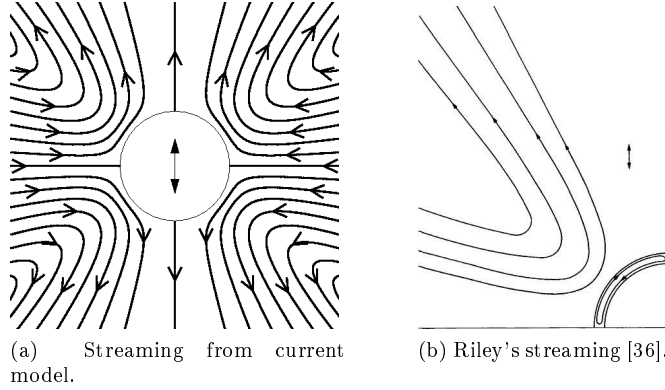 (a) Streaming from current
model.
(b) Riley's streaming [36].